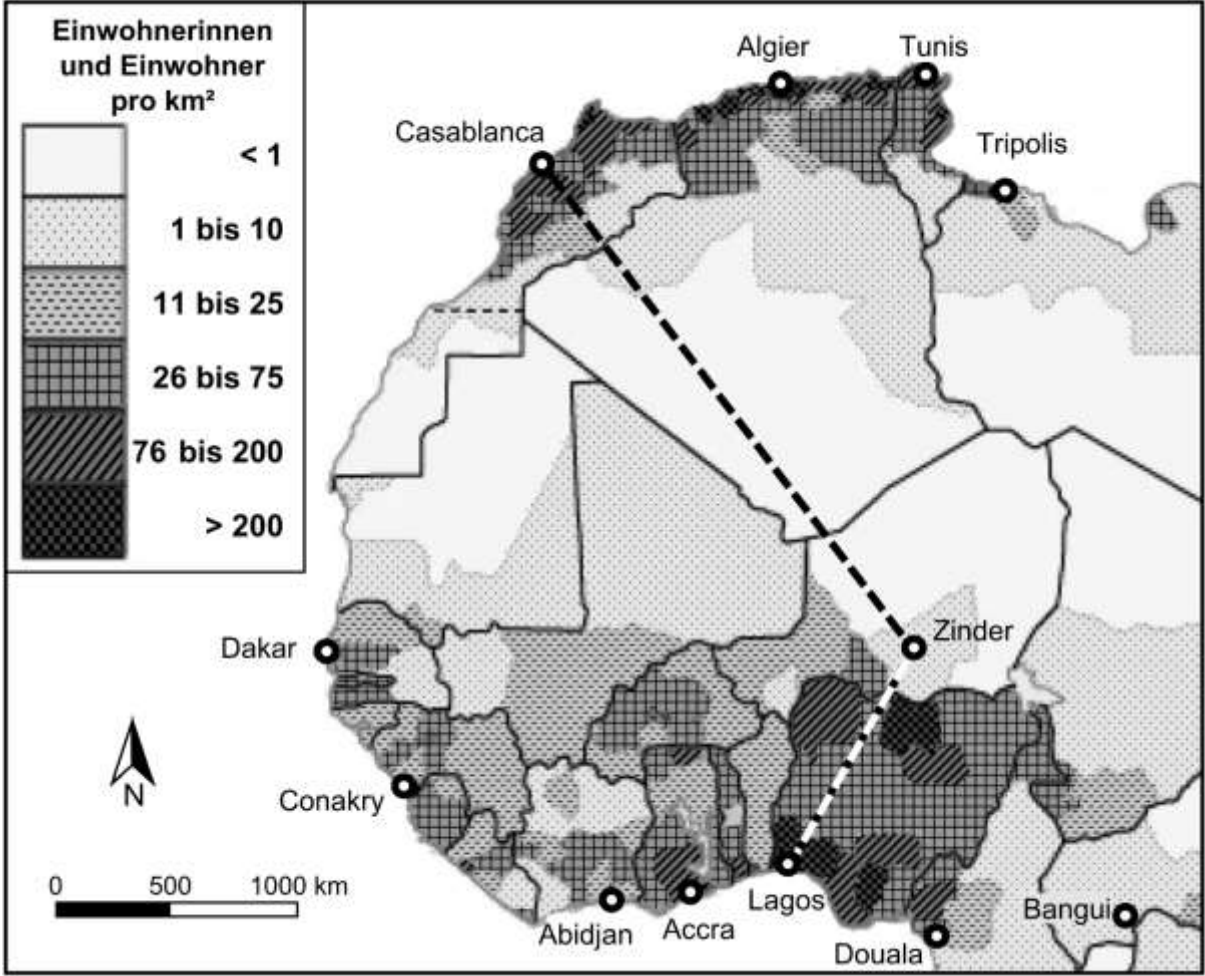 Einwohnerinnen
und Einwohner
pro km²
< 1
1 bis 10
11 bis 25
26 bis 75
76 bis 200
> 200
Algier
Tunis
Casablanca
Tripolis
Dakar
Zinder
N
Conakry
0 500 1000 km
Abidjan
Accra
Lagos
Douala
Bangui